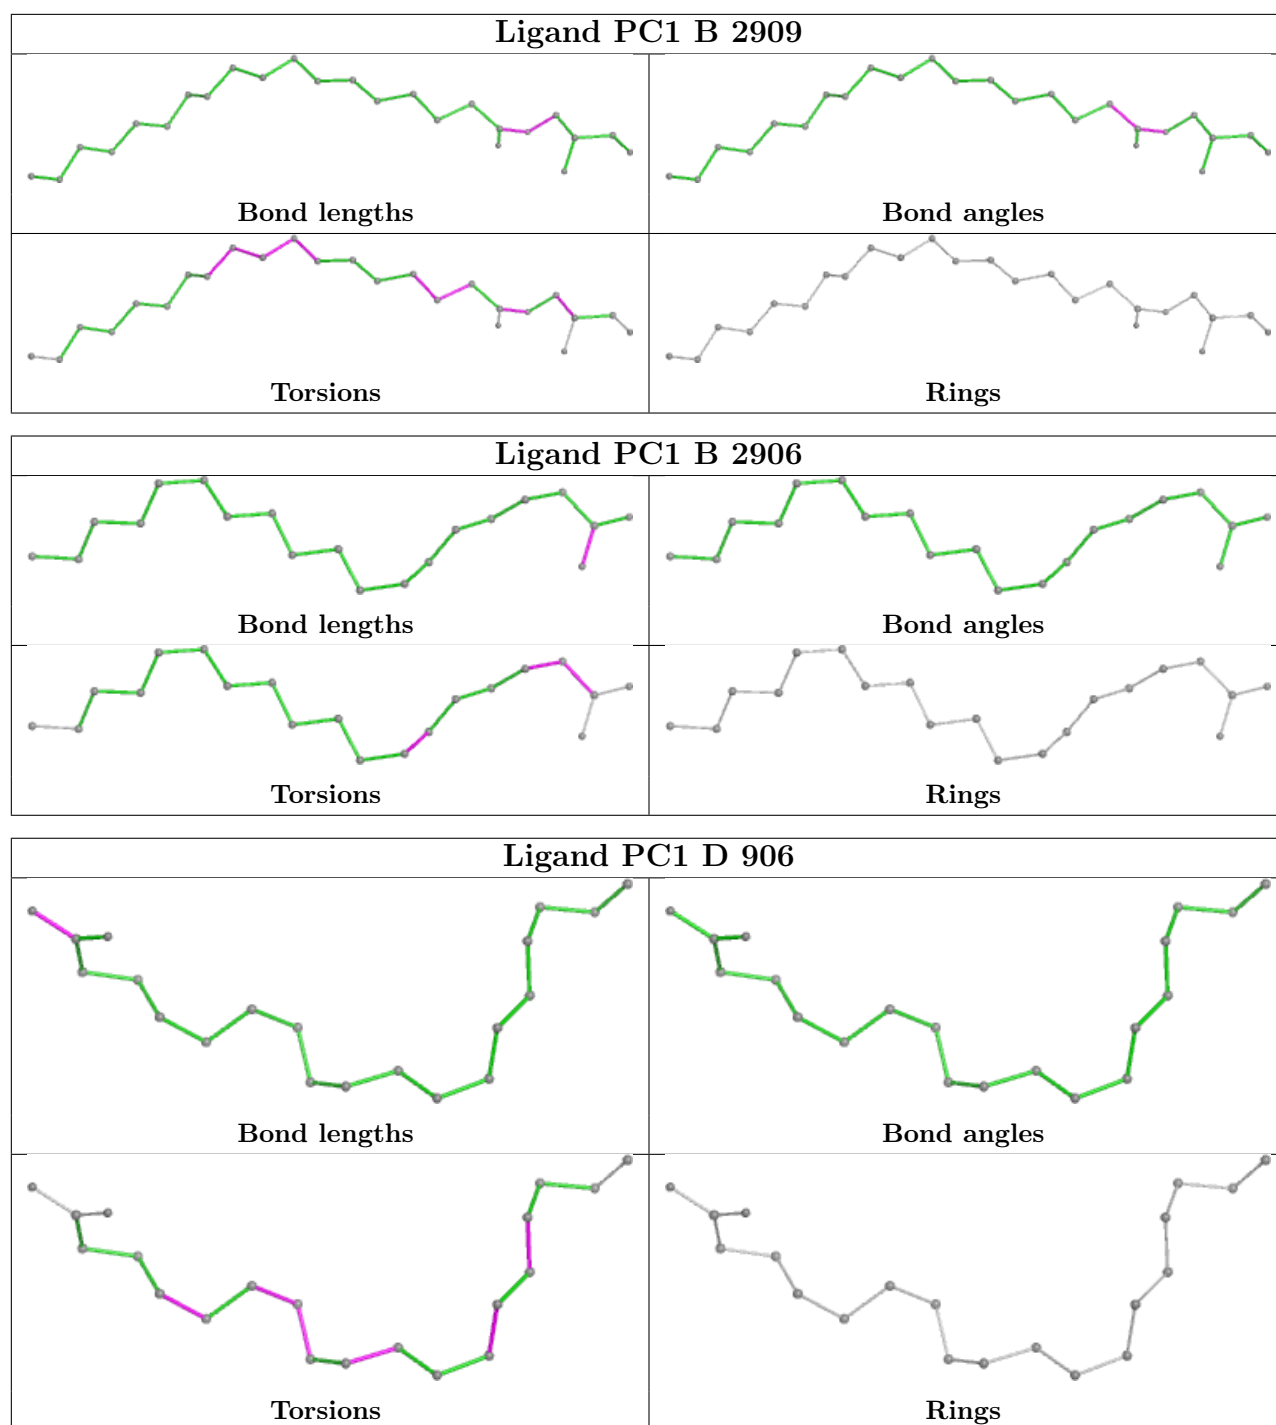 Ligand PC1 B 2909
Bond lengths
Bond angles
Torsions
Rings
Ligand PC1 B 2906
Bond lengths
Bond angles
Torsions
Rings
Ligand PC1 D 906
Bond lengths
Bond angles
Torsions
Rings